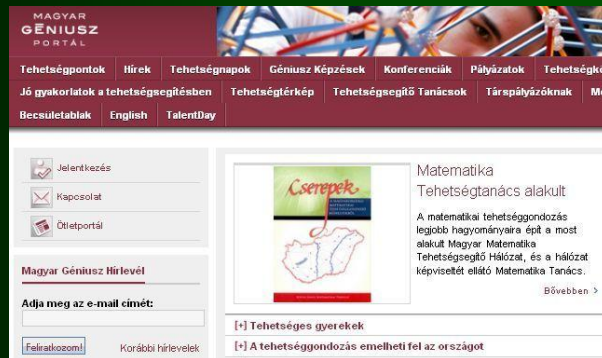 MAGYAR
GĒNIUSZ
PORTÁL
Tehetségpontok Hírek Tehetségnapok Géniusz Képzések Konferenciák Pályázatok
Jó gyakorlatok a tehetségsegítésben Tehetségtérkép Tehetségsegítő Tanácsok Társpályázóknak
Becsületablak English TalentDay
Jelentkezés
Kapcsolat
Ötletportál
Magyar Géniusz Hírlevél
Adja meg az e-mail címét:
Feliratkozom! Korábbi hírlevelek
Cserepek
Matematika
Tehetségtanács alakult
A matematikai tehetséggondozás
legjobb hagyományaira épít a most
alakult Magyar Matematika
Tehetségsegítő Hálózat, és a hálózat
képviseltét ellátó Matematika Tanács.
Bővebben >
[+] Tehetséges gyerekek
[+] A tehetséggondozás emelheti fel az országot